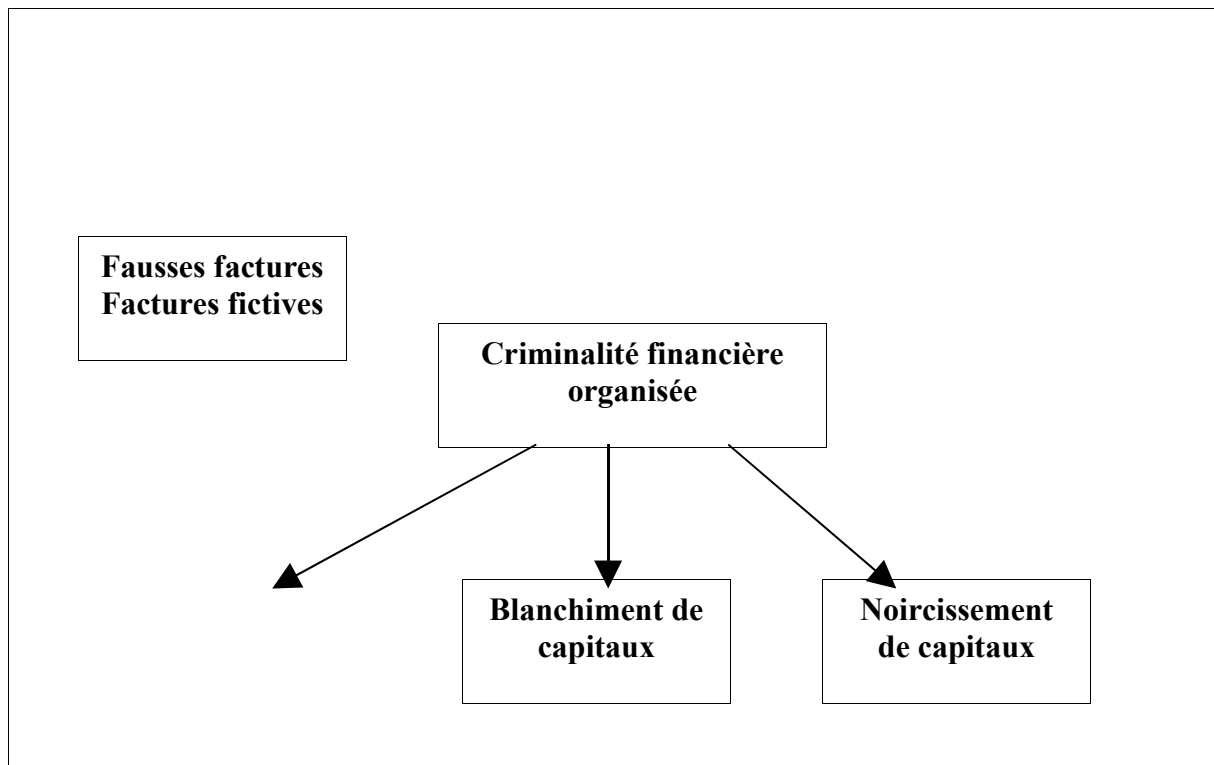 Fausses factures
Factures fictives
Criminalité financière
organisée
Blanchiment de
capitaux
Noircissement
de capitaux